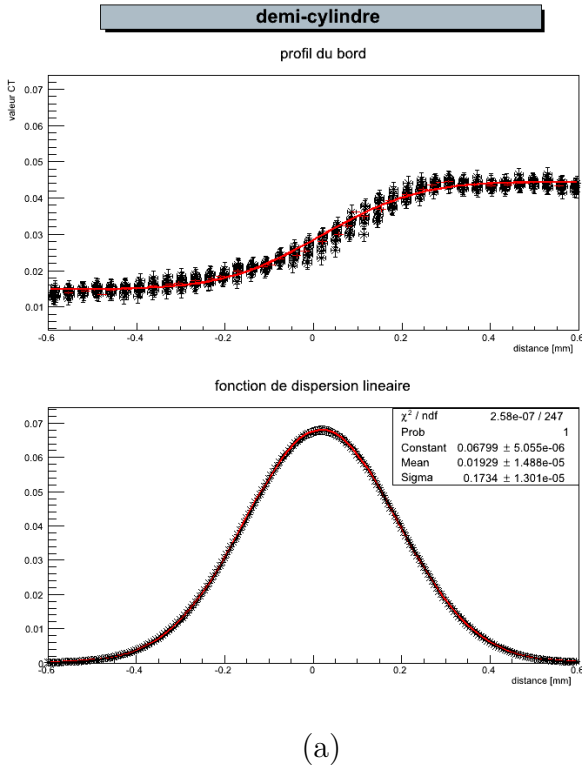 demi-cylindre
profil du bord
valeur CT
0.07
0.06
0.05
0.04
0.03
0.02
0.01
-0.6 -0.4 -0.2 0 0.2 0.4 0.6
distance [mm]
fonction de dispersion lineaire
χ² / ndf 2.58e-07 / 247
Prob 1
Constant 0.06799 ± 5.055e-06
Mean 0.01929 ± 1.488e-05
Sigma 0.1734 ± 1.301e-05
0.07
0.06
0.05
0.04
0.03
0.02
0.01
0
-0.6 -0.4 -0.2 0 0.2 0.4 0.6
distance [mm]
(a)